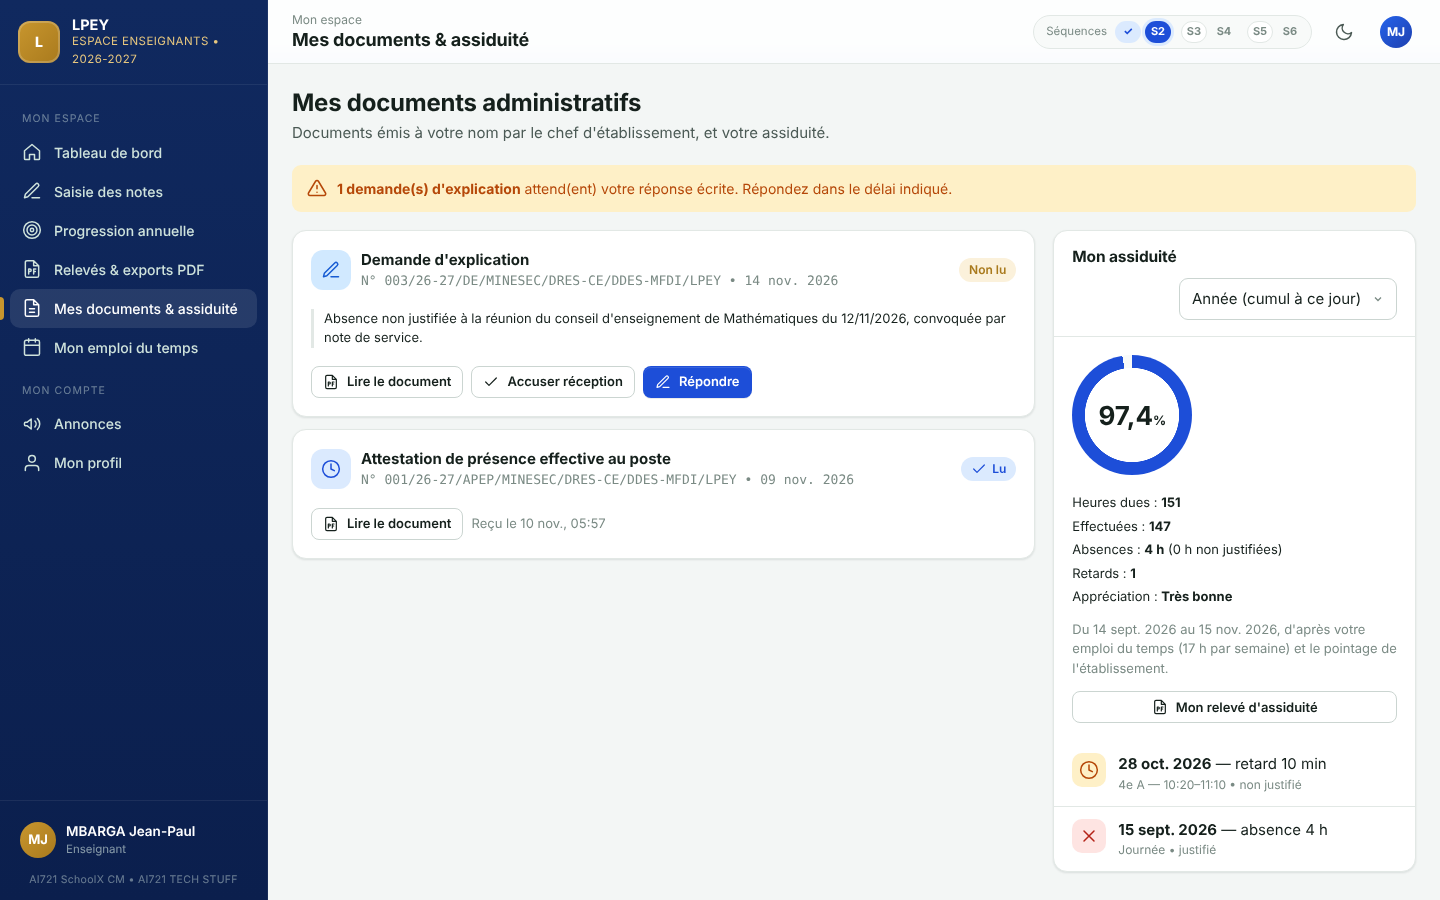 L
LPEY
ESPACE ENSEIGNANTS •
2026-2027
MON ESPACE
Tableau de bord
Saisie des notes
Progression annuelle
Relevés & exports PDF
Mes documents & assiduité
Mon emploi du temps
MON COMPTE
Annonces
Mon profil
MJ
MBARGA Jean-Paul
Enseignant
AI721 SchoolX CM • AI721 TECH STUFF
Mon espace
Mes documents & assiduité
Séquences S2 S3 S4 S5 S6
MJ
Mes documents administratifs
Documents émis à votre nom par le chef d'établissement, et votre assiduité.
1 demande(s) d'explication attend(ent) votre réponse écrite. Répondez dans le délai indiqué.
Demande d'explication
N° 003/26-27/DE/MINESEC/DRES-CE/DDES-MFDI/LPEY • 14 nov. 2026
Non lu
Absence non justifiée à la réunion du conseil d'enseignement de Mathématiques du 12/11/2026, convoquée par
note de service.
Lire le document
Accuser réception
Répondre
Attestation de présence effective au poste
N° 001/26-27/APEP/MINESEC/DRES-CE/DDES-MFDI/LPEY • 09 nov. 2026
Lu
Lire le document
Reçu le 10 nov., 05:57
Mon assiduité
Année (cumul à ce jour)
97,4%
Heures dues : 151
Effectuées : 147
Absences : 4 h (0 h non justifiées)
Retards : 1
Appréciation : Très bonne
Du 14 sept. 2026 au 15 nov. 2026, d'après votre
emploi du temps (17 h par semaine) et le pointage de
l'établissement.
Mon relevé d'assiduité
28 oct. 2026 — retard 10 min
4e A — 10:20–11:10 • non justifié
15 sept. 2026 — absence 4 h
Journée • justifié